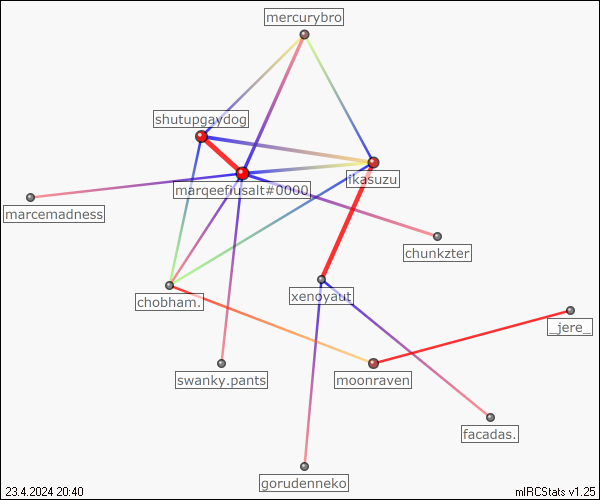 mercurybro
shutupgaydog
ikasuzu
marqeefiusalt#0000
marcemadness
chunkzter
xenoyaut
chobham.
_jere_
swanky.pants
moonraven
facadas.
gorudenneko
23.4.2024 20:40
mIRCStats v1.25